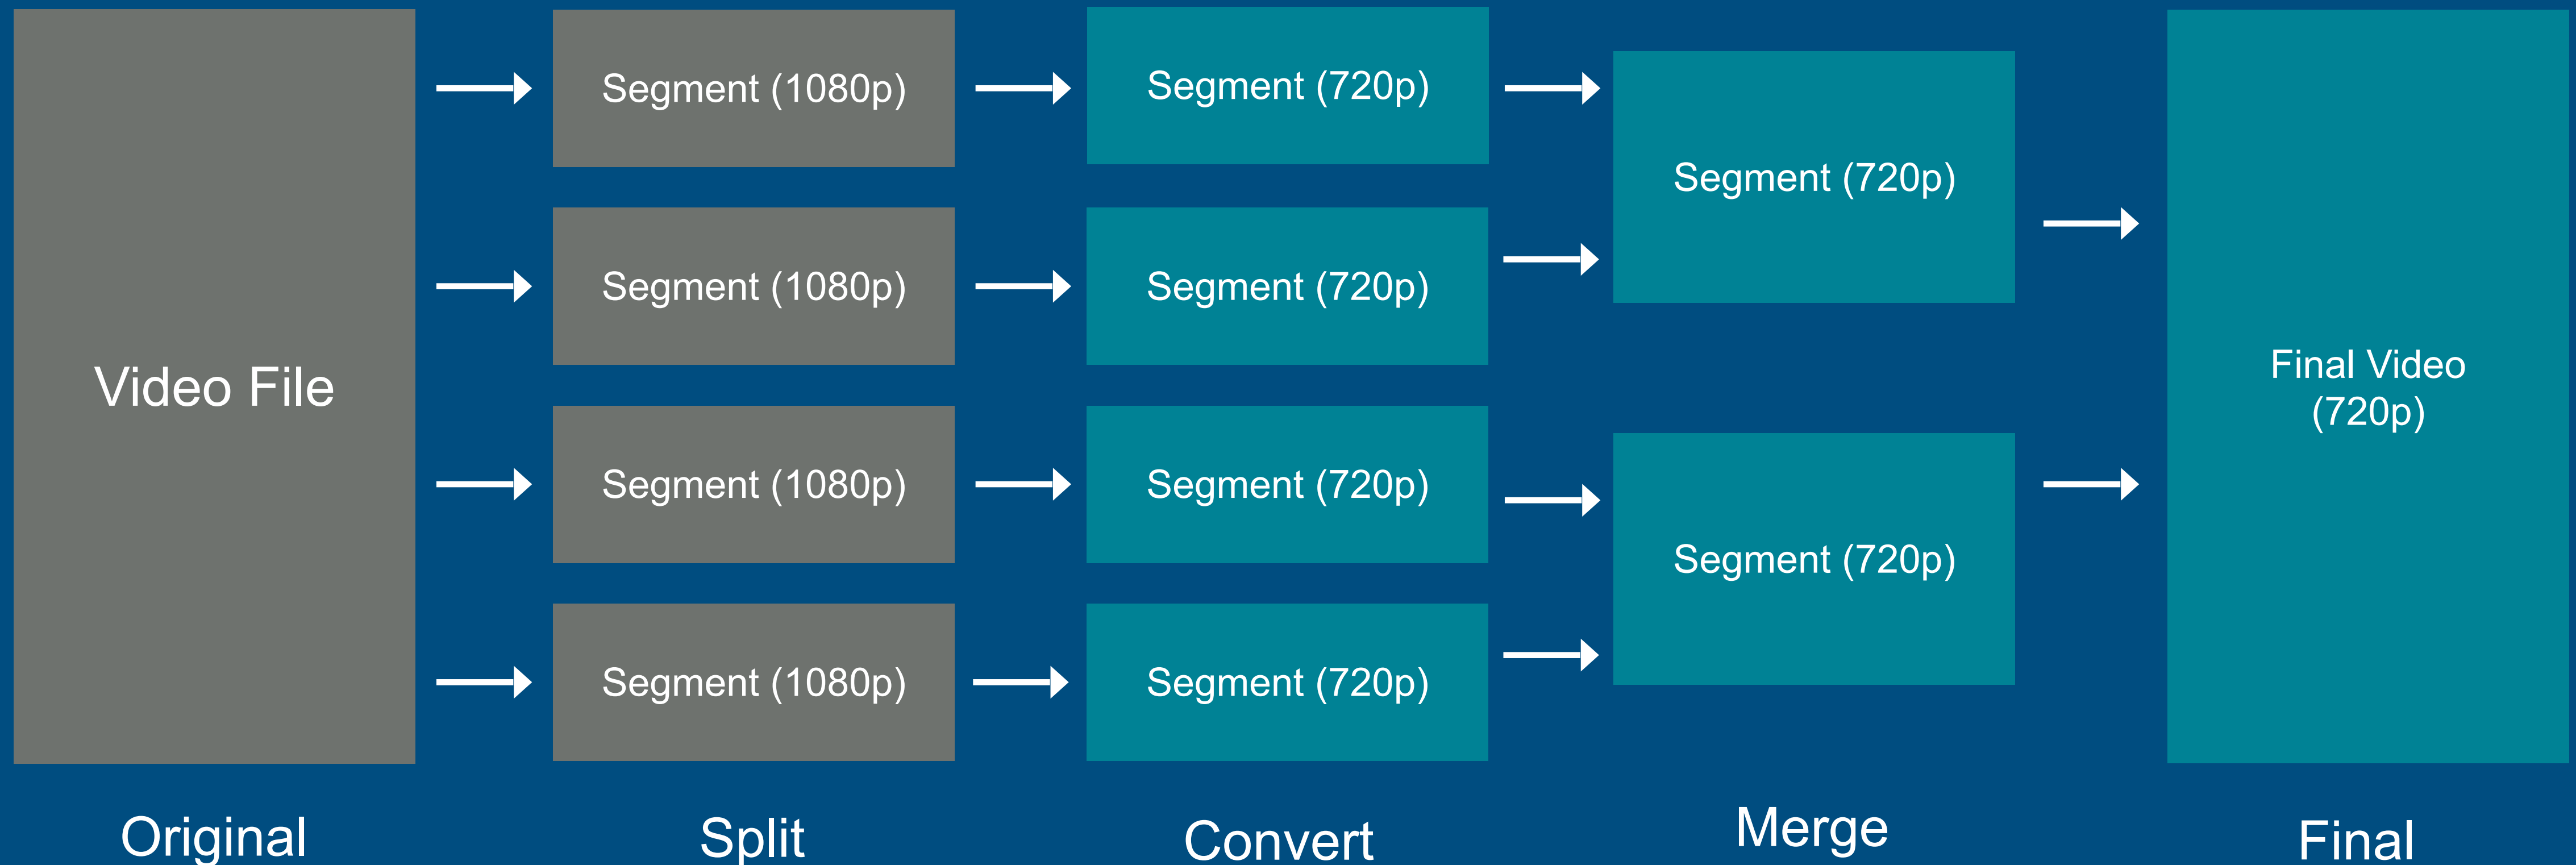 Video File
Segment (1080p)
Segment (1080p)
Segment (1080p)
Segment (1080p)
Segment (720p)
Segment (720p)
Segment (720p)
Segment (720p)
Segment (720p)
Segment (720p)
Final Video
(720p)
Original
Split
Convert
Merge
Final